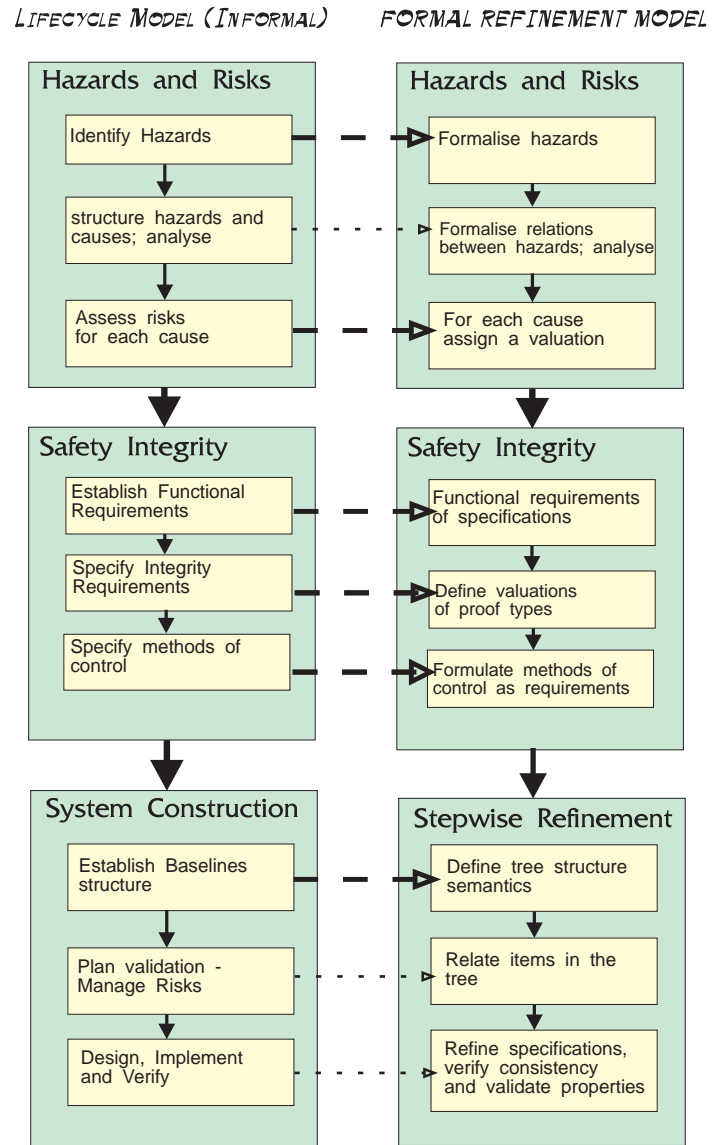 LIFECYCLE MODEL (INFORMAL)
FORMAL REFINEMENT MODEL
Hazards and Risks
Identify Hazards
structure hazards and
causes; analyse
Assess risks
for each cause
Safety Integrity
Establish Functional
Requirements
Specify Integrity
Requirements
Specify methods of
control
System Construction
Establish Baselines
structure
Plan validation -
Manage Risks
Design, Implement
and Verify
Hazards and Risks
Formalise hazards
Formalise relations
between hazards; analyse
For each cause
assign a valuation
Safety Integrity
Functional requirements
of specifications
Define valuations
of proof types
Formulate methods of
control as requirements
Stepwise Refinement
Define tree structure
semantics
Relate items in the
tree
Refine specifications,
verify consistency
and validate properties